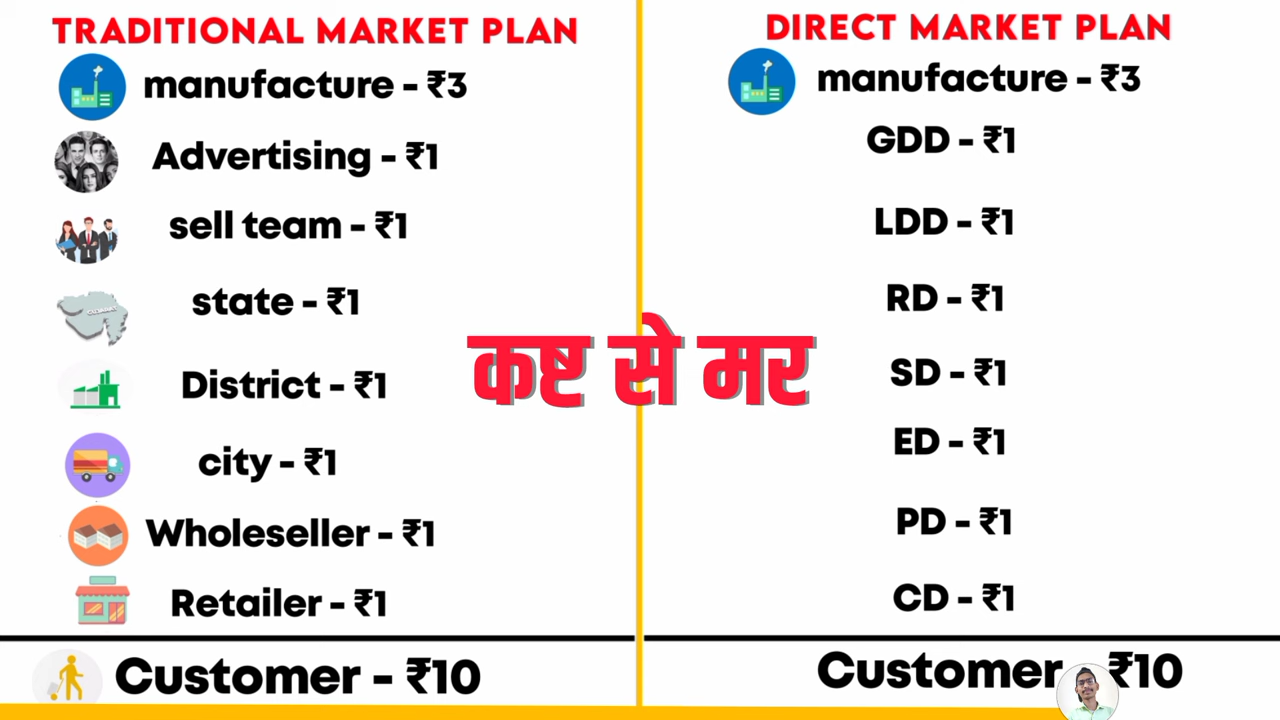 TRADITIONAL MARKET PLAN
manufacture - ₹3
Advertising - ₹1
sell team - ₹1
state - ₹1
District - ₹1
city - ₹1
Wholeseller - ₹1
Retailer - ₹1
Customer - ₹10
कष्ट से मर
DIRECT MARKET PLAN
manufacture - ₹3
GDD - ₹1
LDD - ₹1
RD - ₹1
SD - ₹1
ED - ₹1
PD - ₹1
CD - ₹1
Customer ₹10